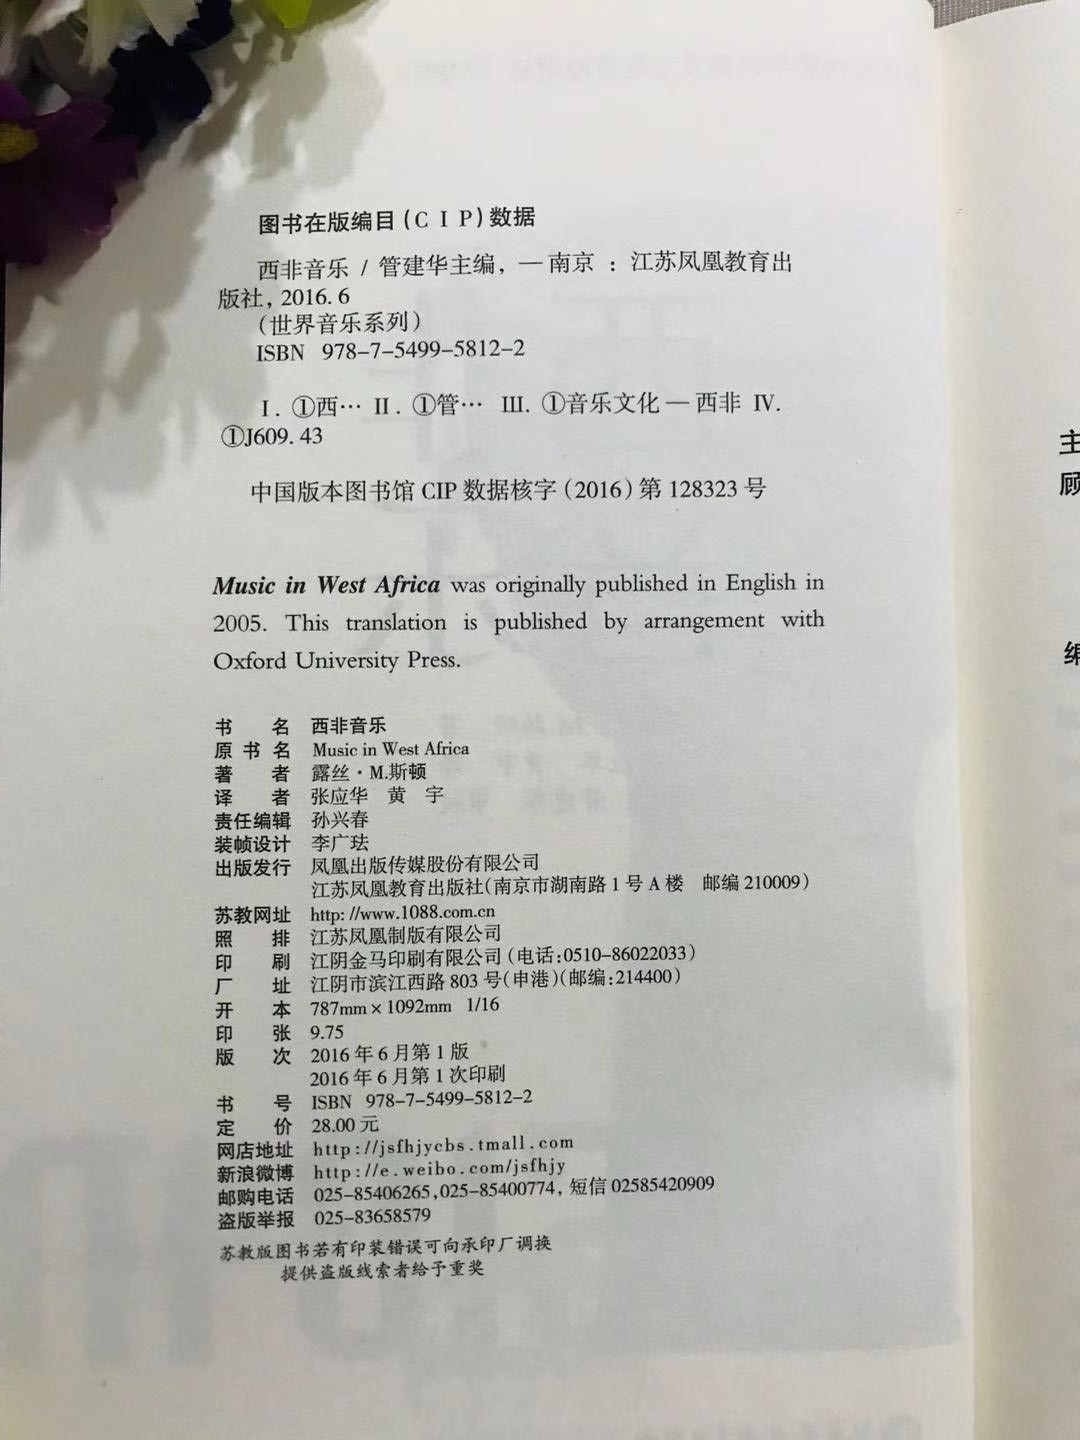 图书在版编目(C I P)数据
西非音乐 / 管建华主编, — 南京 : 江苏凤凰教育出
版社, 2016. 6
(世界音乐系列)
ISBN 978-7-5499-5812-2
Ⅰ. ①西… Ⅱ. ①管… Ⅲ. ①音乐文化 — 西非 Ⅳ.
①J609. 43
中国版本图书馆 CIP 数据核字 (2016) 第 128323 号
Music in West Africa was originally published in English in
2005. This translation is published by arrangement with
Oxford University Press.
书 名 西非音乐
原 书 名 Music in West Africa
著 者 露丝·M.斯顿
译 者 张应华 黄 宇
责任编辑 孙兴春
装帧设计 李广珐
出版发行 凤凰出版传媒股份有限公司
江苏凤凰教育出版社(南京市湖南路 1 号 A 楼 邮编 210009)
苏教网址 http://www.1088.com.cn
照 排 江苏凤凰制版有限公司
印 刷 江阴金马印刷有限公司 (电话:0510-86022033)
厂 址 江阴市滨江西路 803 号(申港)(邮编:214400)
开 本 787mm × 1092mm 1/16
印 张 9.75
版 次 2016 年 6 月第 1 版
2016 年 6 月第 1 次印刷
书 号 ISBN 978-7-5499-5812-2
定 价 28.00 元
网店地址 http://jsfhjycbs.tmall.com
新浪微博 http://e.weibo.com/jsfhjy
邮购电话 025-85406265,025-85400774, 短信 02585420909
盗版举报 025-83658579
苏教版图书若有印装错误可向承印厂调换
提供盗版线索者给予重奖
主
顾
编